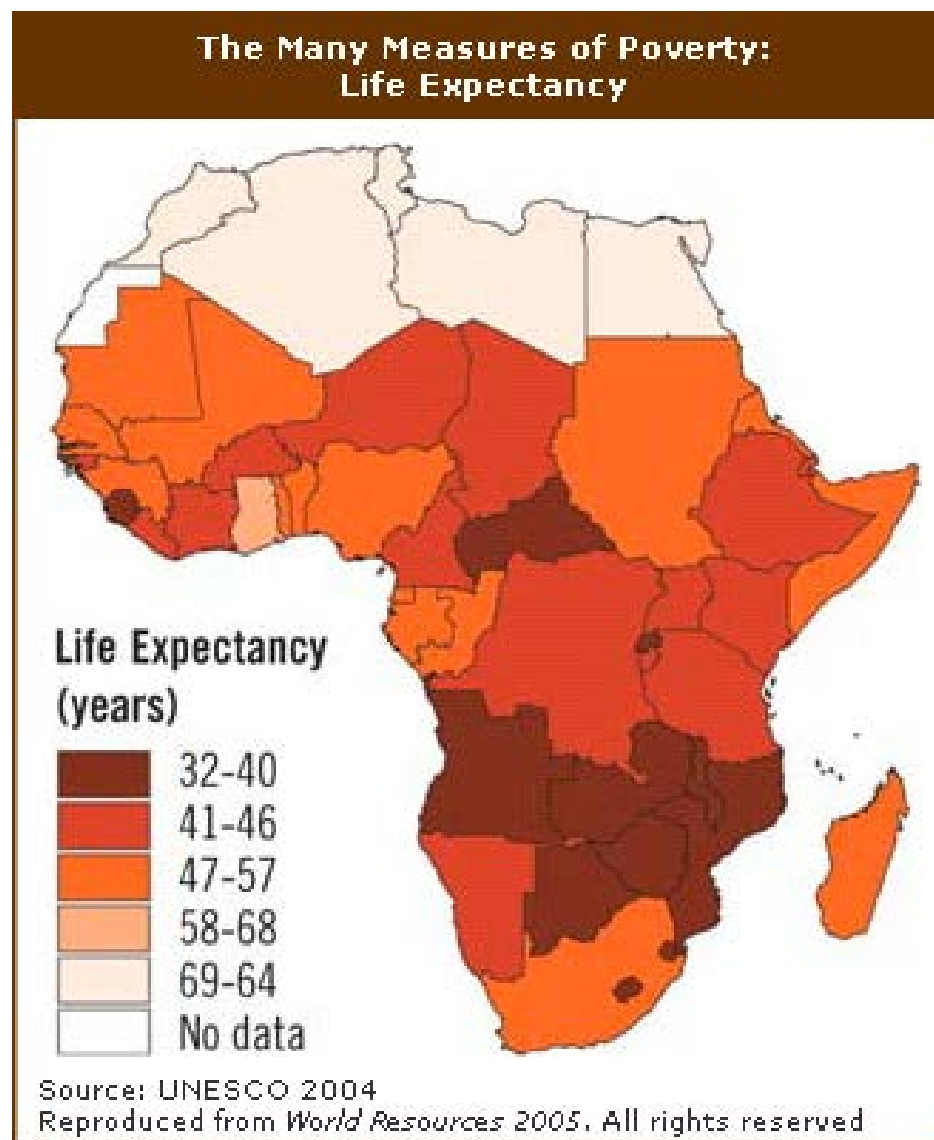 The Many Measures of Poverty:
Life Expectancy
Life Expectancy
(years)
32-40
41-46
47-57
58-68
69-64
No data
Source: UNESCO 2004
Reproduced from World Resources 2005. All rights reserved